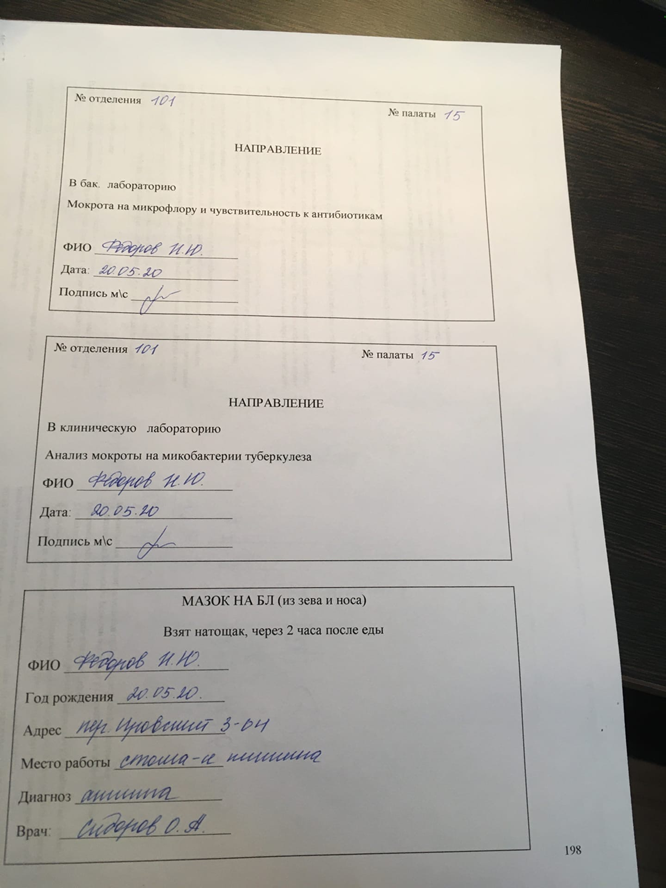 № отделения 101
№ палаты 15
НАПРАВЛЕНИЕ
В бак. лабораторию
Мокрота на микрофлору и чувствительность к антибиотикам
ФИО Федоров И.Ю.
Дата: 20.05.20
Подпись м\с
№ отделения 101
№ палаты 15
НАПРАВЛЕНИЕ
В клиническую лабораторию
Анализ мокроты на микобактерии туберкулеза
ФИО Федоров И.Ю.
Дата: 20.05.20
Подпись м\с
МАЗОК НА БЛ (из зева и носа)
Взят натощак, через 2 часа после еды
ФИО Федоров И.Ю.
Год рождения 20.05.20.
Адрес пер.
Место работы
Диагноз ангина
Врач: Сидоров О.А.
198